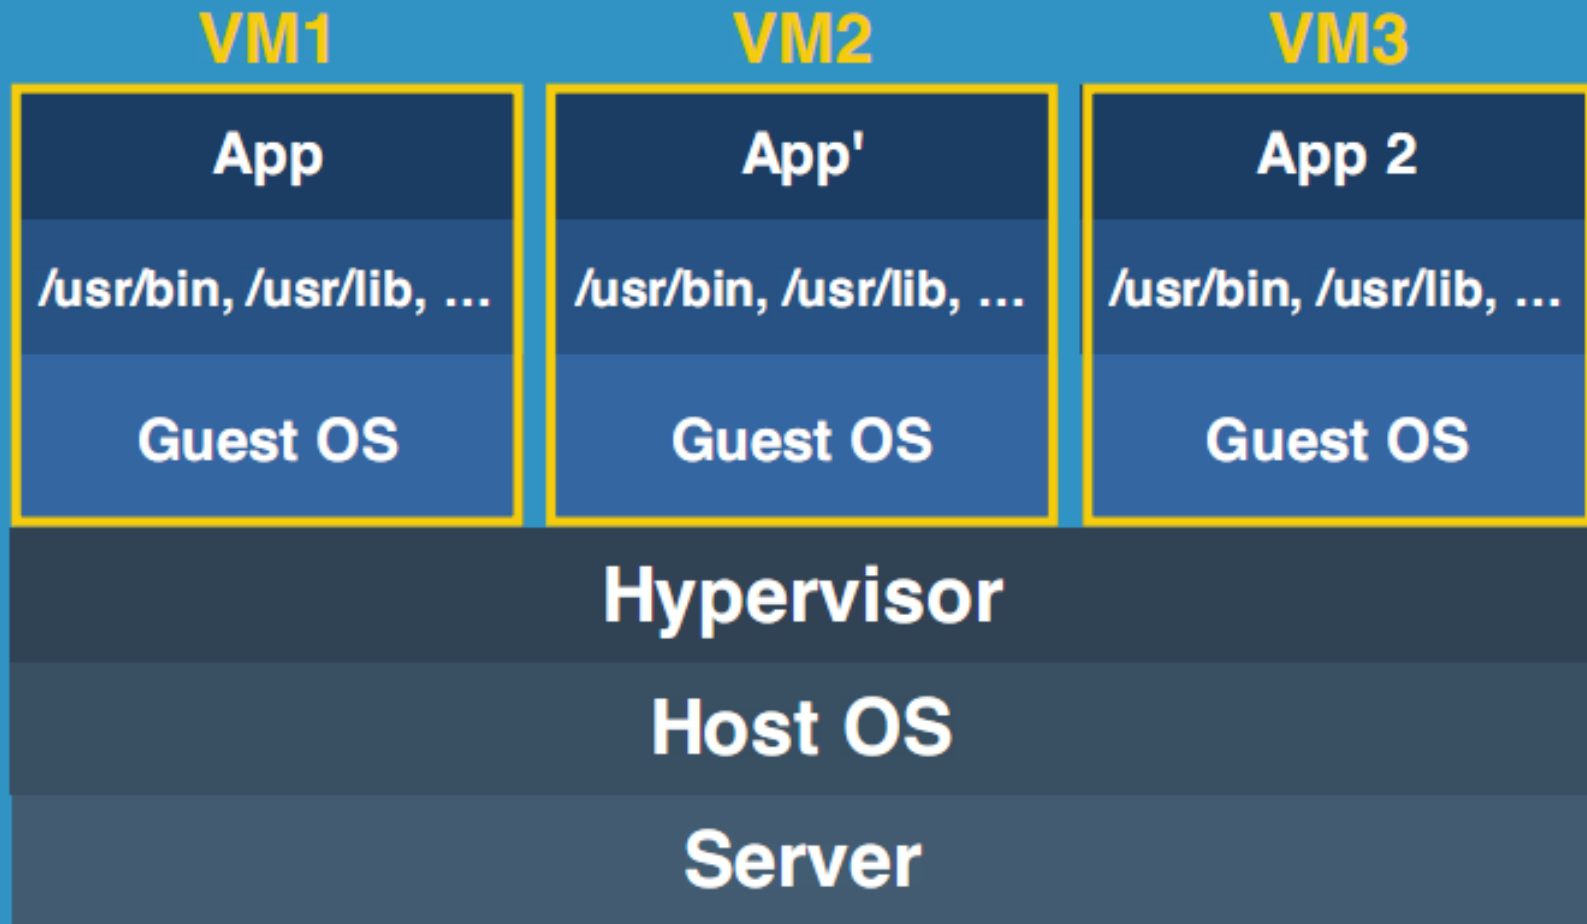 VM1 VM2 VM3
App App' App 2
/usr/bin, /usr/lib, ... /usr/bin, /usr/lib, ... /usr/bin, /usr/lib, ...
Guest OS Guest OS Guest OS
Hypervisor
Host OS
Server